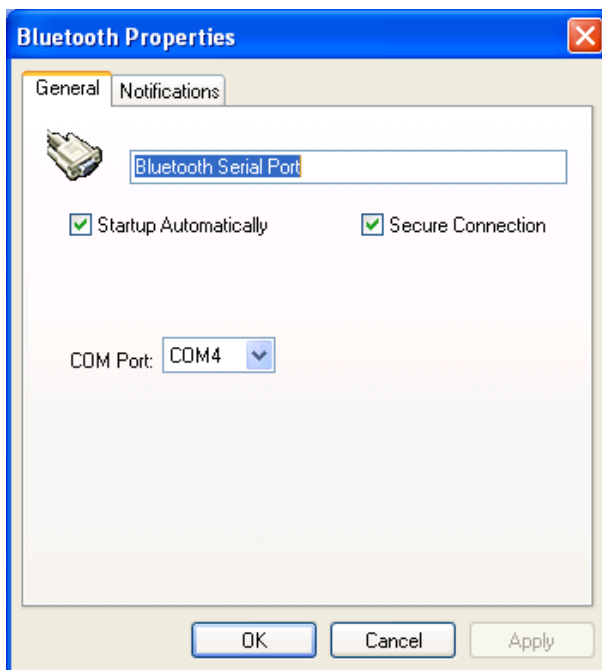 Bluetooth Properties
General Notifications
Bluetooth Serial Port
Startup Automatically Secure Connection
COM Port: COM4
OK Cancel Apply